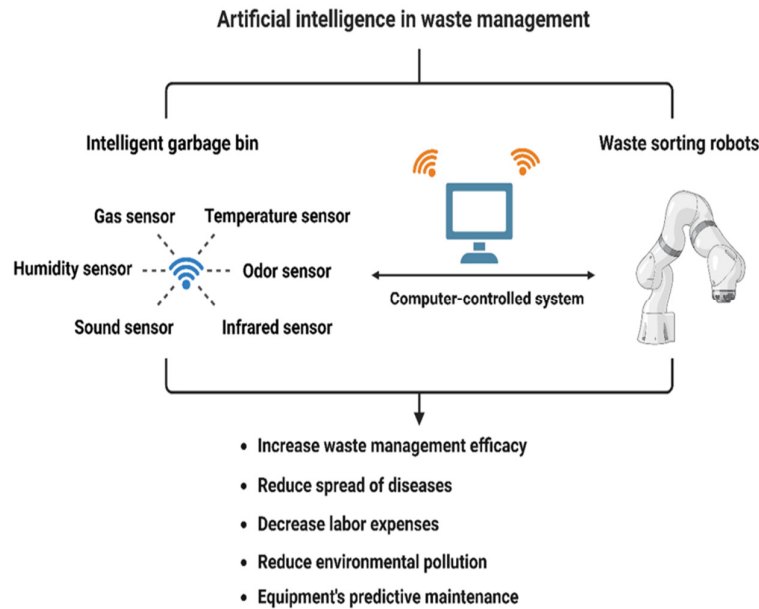 Artificial intelligence in waste management
Intelligent garbage bin
Waste sorting robots
Gas sensor
Temperature sensor
Humidity sensor
Odor sensor
Sound sensor
Infrared sensor
Computer-controlled system
• Increase waste management efficacy
• Reduce spread of diseases
• Decrease labor expenses
• Reduce environmental pollution
• Equipment's predictive maintenance